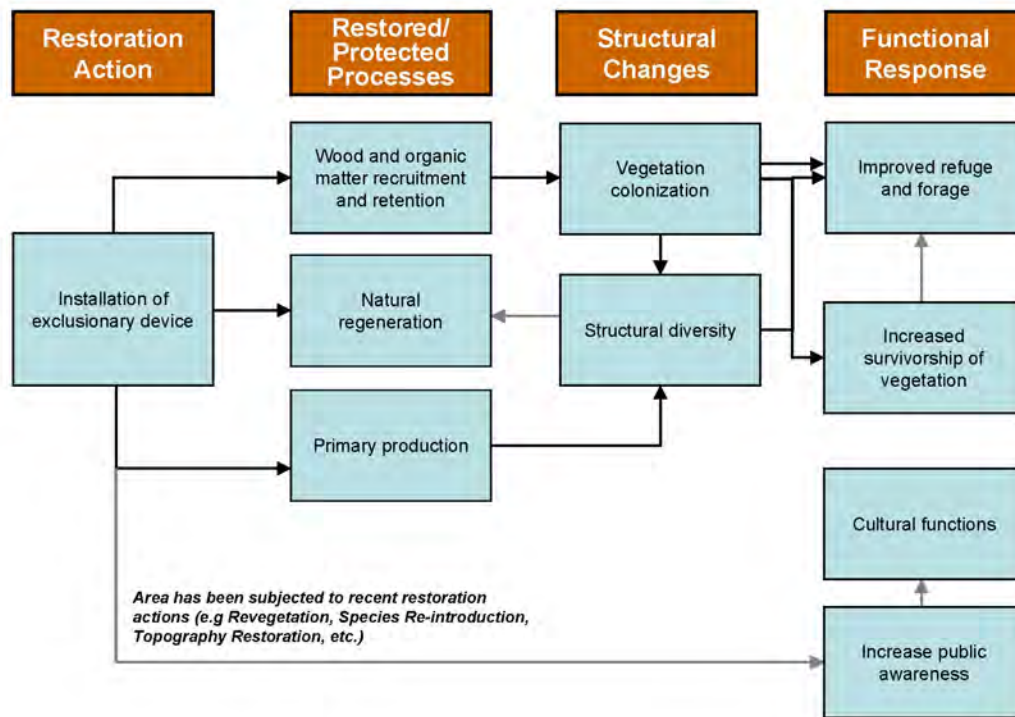 Restoration
Action
Restored/
Protected
Processes
Structural
Changes
Functional
Response
Wood and organic
matter recruitment
and retention
Vegetation
colonization
Improved refuge
and forage
Installation of
exclusionary device
Natural
regeneration
Structural diversity
Increased
survivorship of
vegetation
Primary production
Cultural functions
Area has been subjected to recent restoration
actions (e.g Revegetation, Species Re-introduction,
Topography Restoration, etc.)
Increase public
awareness